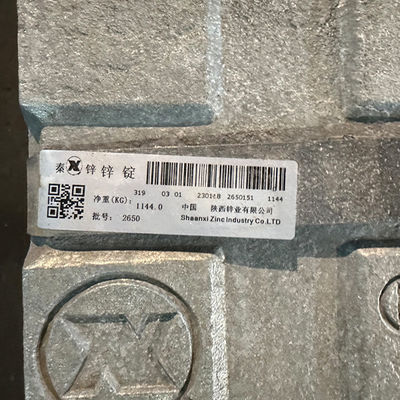 秦 锌 锌 锭
319 03 01 230118 2650151 1144
净重(KG): 1144.0 中国 陕西锌业有限公司
批号: 2650 Shaanxi Zinc Industry Co.LTD